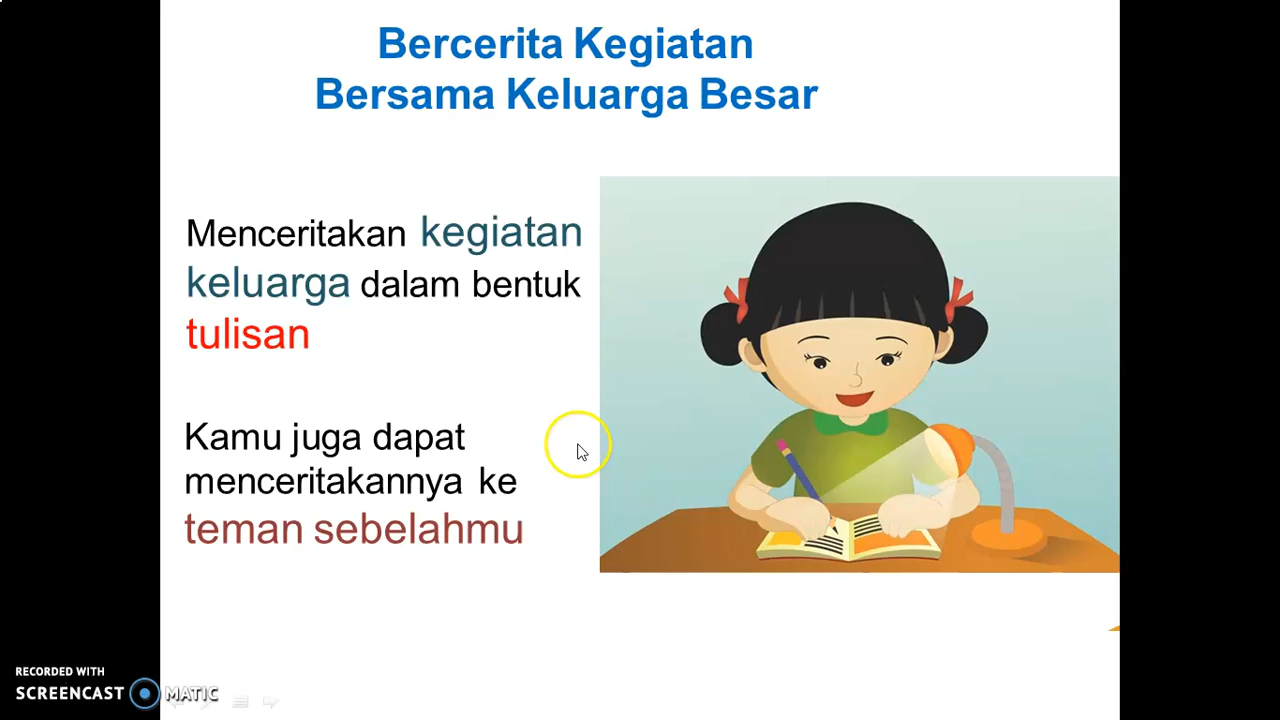 Bercerita Kegiatan
Bersama Keluarga Besar
Menceritakan kegiatan
keluarga dalam bentuk
tulisan
Kamu juga dapat
menceritakannya ke
teman sebelahmu
RECORDED WITH
SCREENCAST MATIC